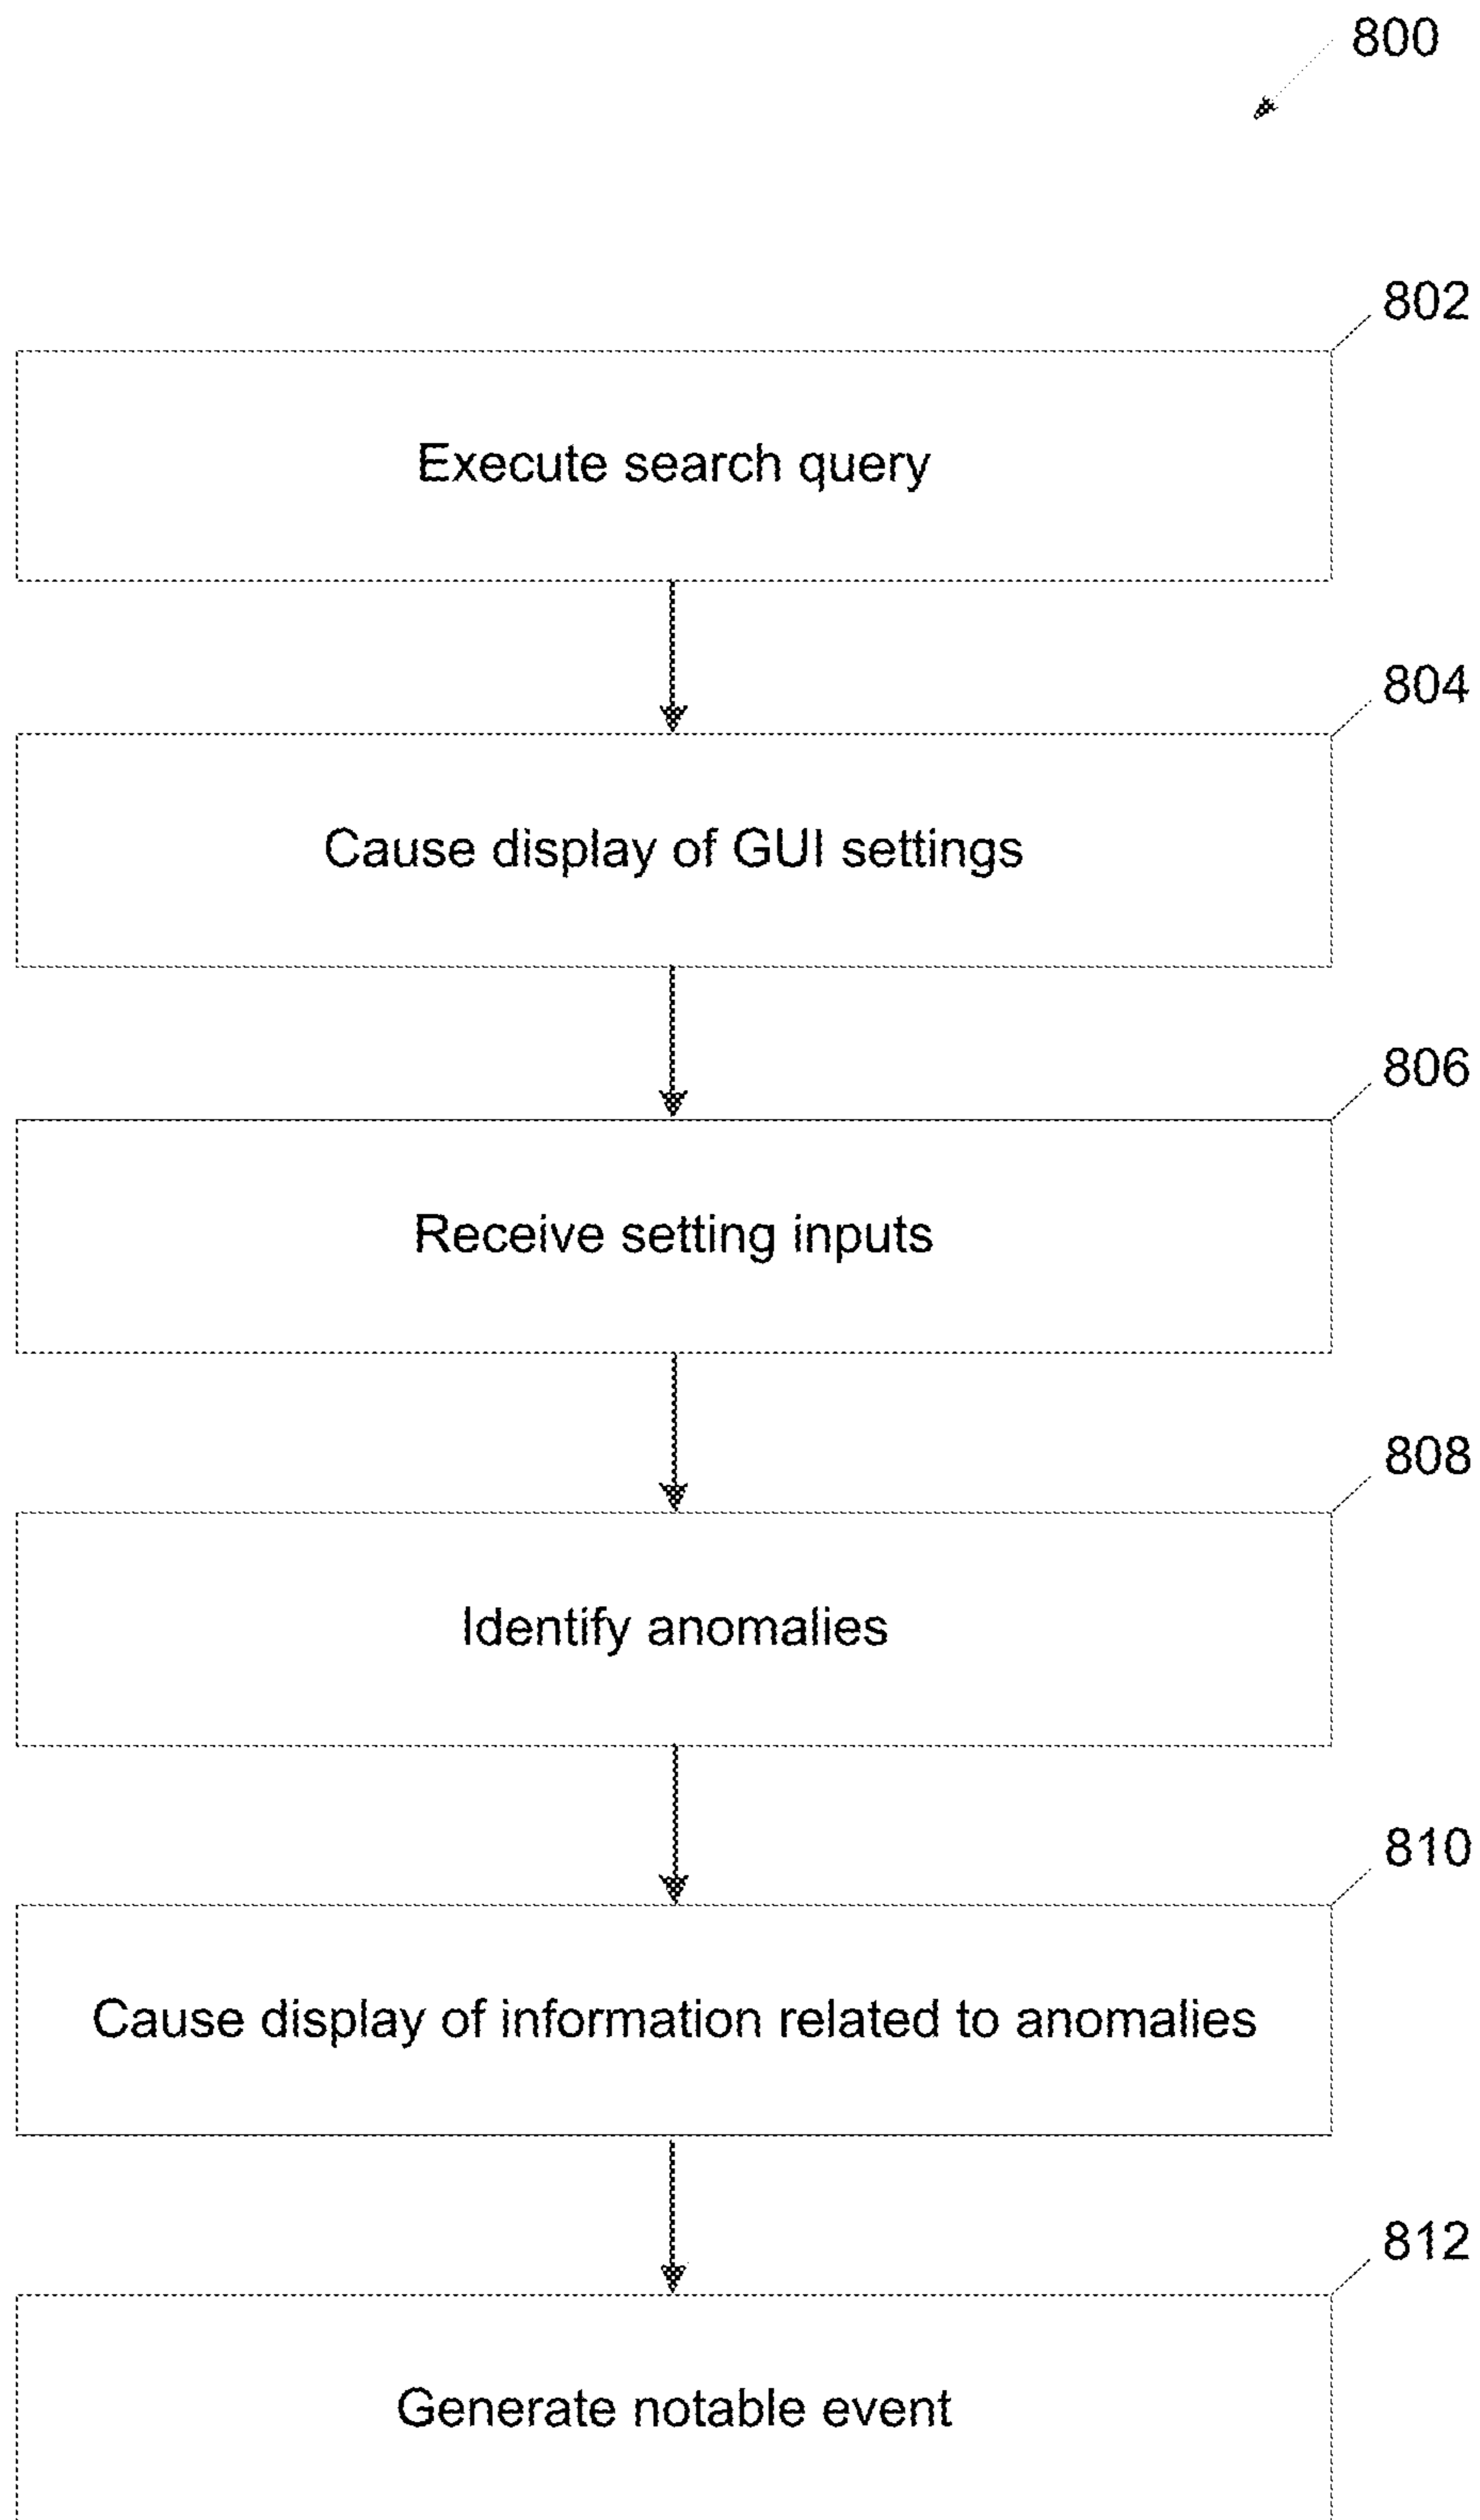 800
802
Execute search query
804
Cause display of GUI settings
806
Receive setting inputs
808
Identify anomalies
810
Cause display of information related to anomalies
812
Generate notable event